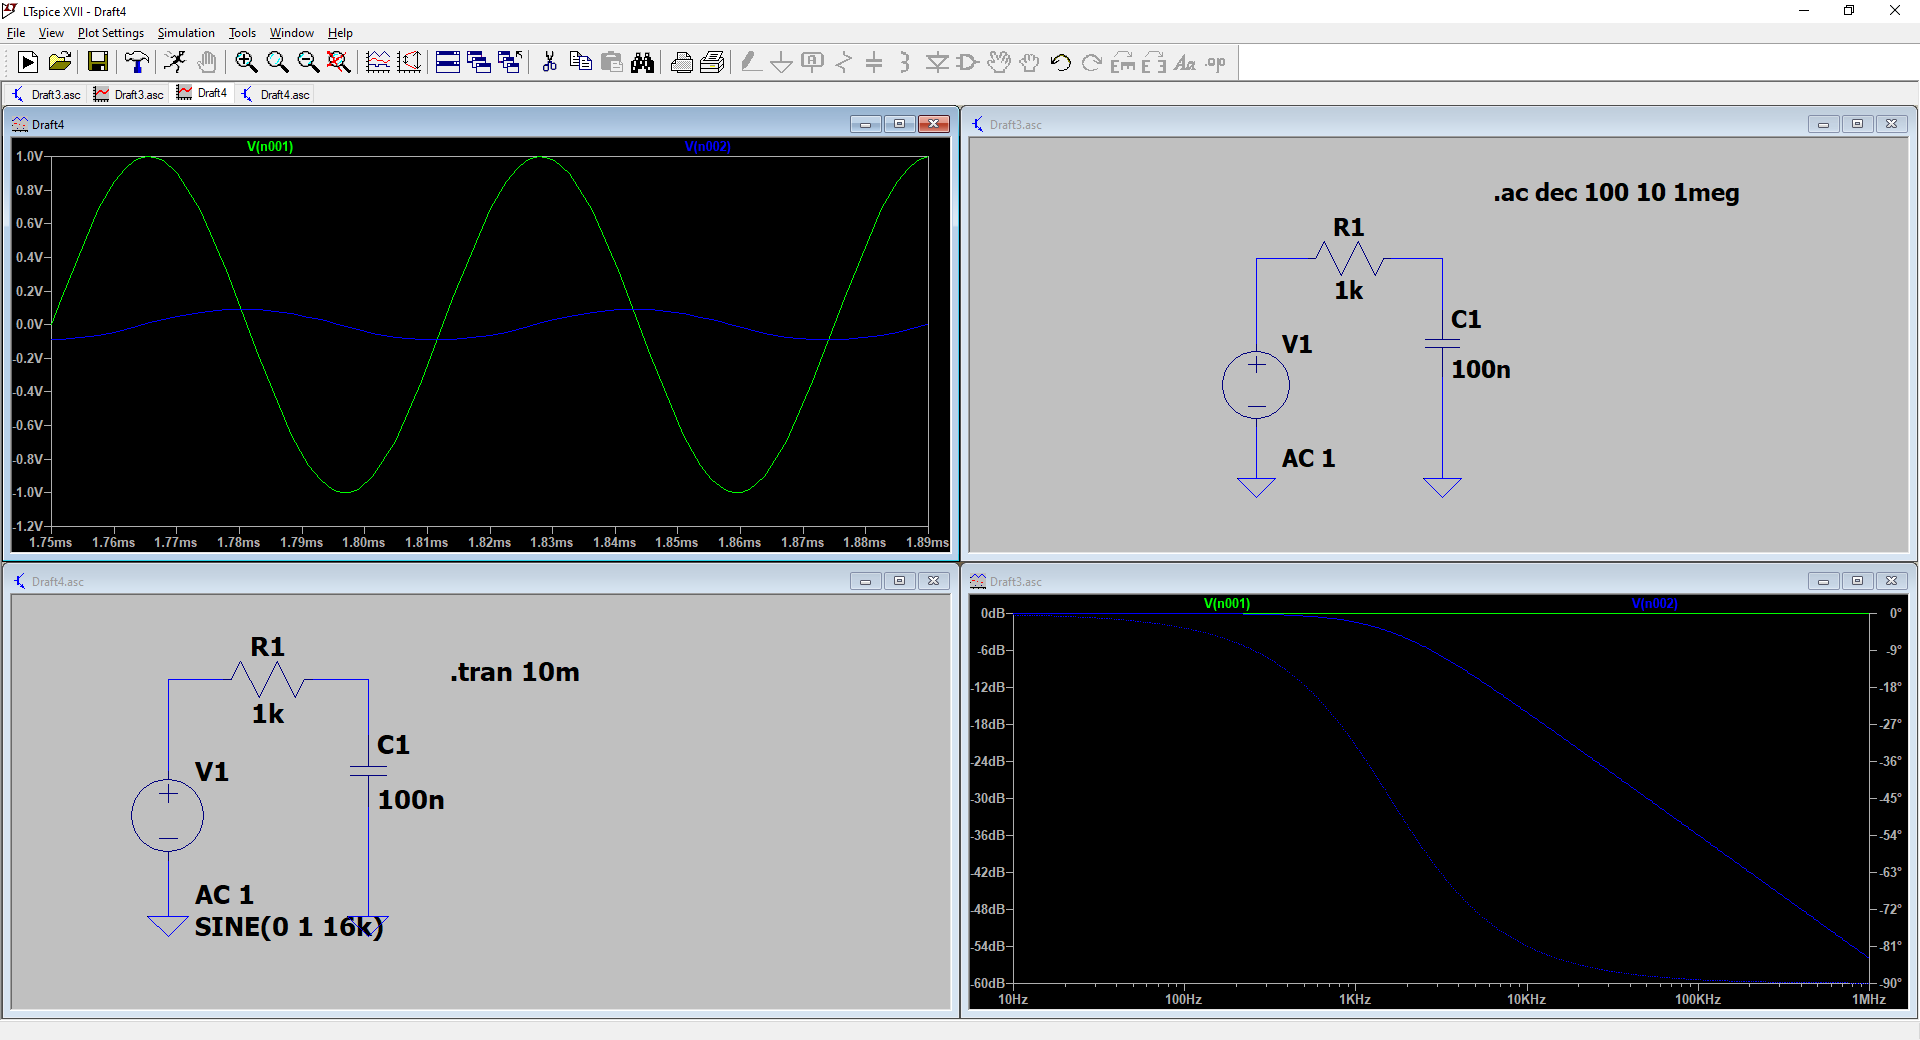 LTspice XVII - Draft4
File View Plot Settings Simulation Tools Window Help
Draft3.asc Draft3.asc Draft4 Draft4.asc
Draft4
V(n001) V(n002)
1.0V
0.8V
0.6V
0.4V
0.2V
0.0V
-0.2V
-0.4V
-0.6V
-0.8V
-1.0V
-1.2V
1.75ms 1.76ms 1.77ms 1.78ms 1.79ms 1.80ms 1.81ms 1.82ms 1.83ms 1.84ms 1.85ms 1.86ms 1.87ms 1.88ms 1.89ms
Draft3.asc
.ac dec 100 10 1meg
R1
1k
C1
V1
100n
AC 1
Draft4.asc
R1
.tran 10m
1k
C1
V1
100n
AC 1
SINE(0 1 16k)
Draft3.asc
V(n001) V(n002)
0dB 0°
-6dB -9°
-12dB -18°
-18dB -27°
-24dB -36°
-30dB -45°
-36dB -54°
-42dB -63°
-48dB -72°
-54dB -81°
-60dB -90°
10Hz 100Hz 1KHz 10KHz 100KHz 1MHz